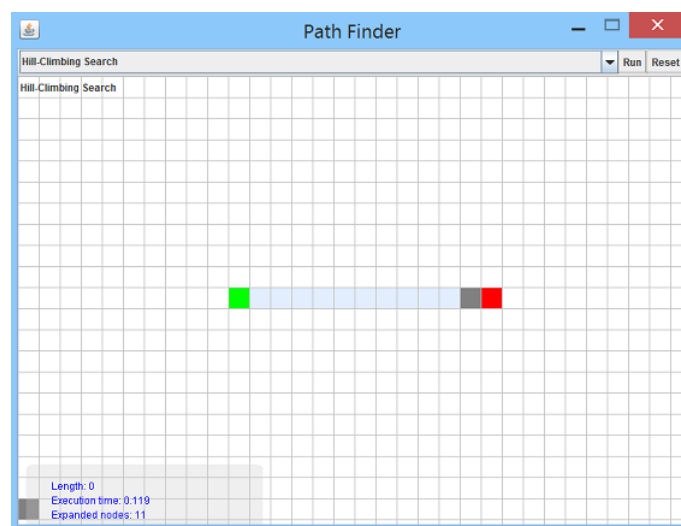 Path Finder
Hill-Climbing Search
Run
Reset
Hill-Climbing Search
Length: 0
Execution time: 0.119
Expanded nodes: 11